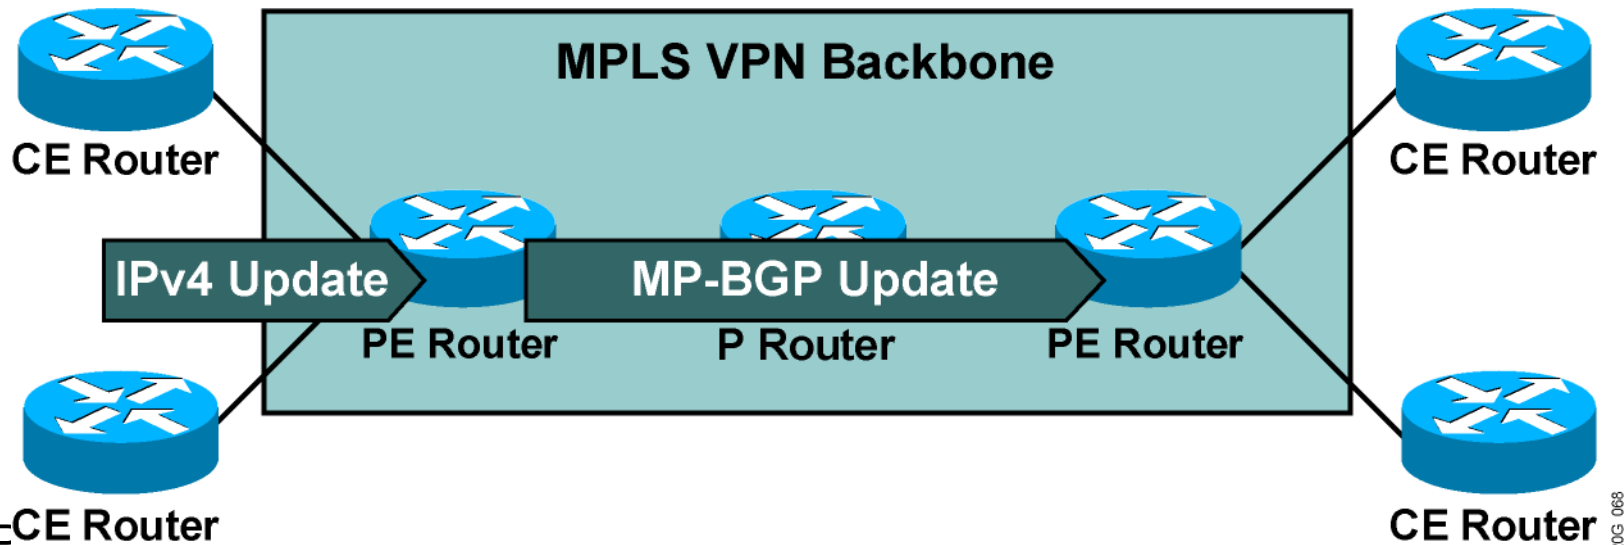 MPLS VPN Backbone
CE Router
CE Router
IPv4 Update
MP-BGP Update
PE Router
P Router
PE Router
CE Router
CE Router
0G_068